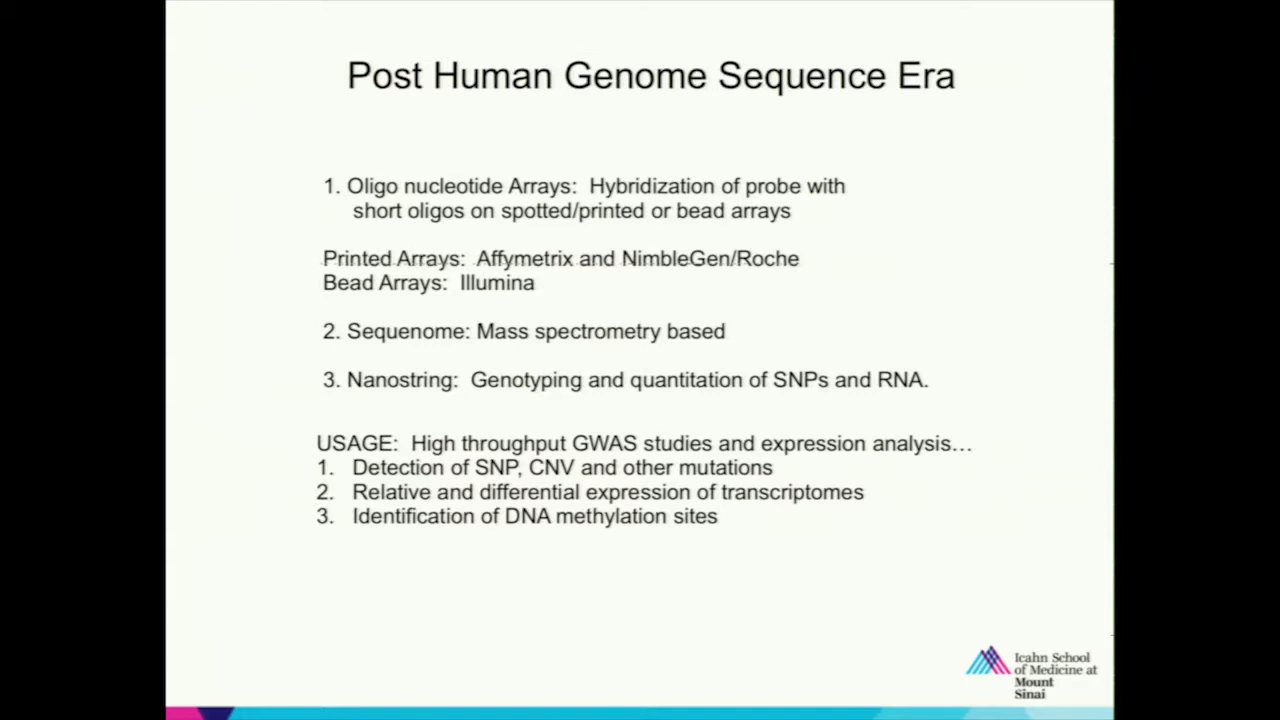 Post Human Genome Sequence Era
1. Oligo nucleotide Arrays: Hybridization of probe with
short oligos on spotted/printed or bead arrays
Printed Arrays: Affymetrix and NimbleGen/Roche
Bead Arrays: Illumina
2. Sequenome: Mass spectrometry based
3. Nanostring: Genotyping and quantitation of SNPs and RNA.
USAGE: High throughput GWAS studies and expression analysis…
1. Detection of SNP, CNV and other mutations
2. Relative and differential expression of transcriptomes
3. Identification of DNA methylation sites
Icahn School
of Medicine at
Mount
Sinai